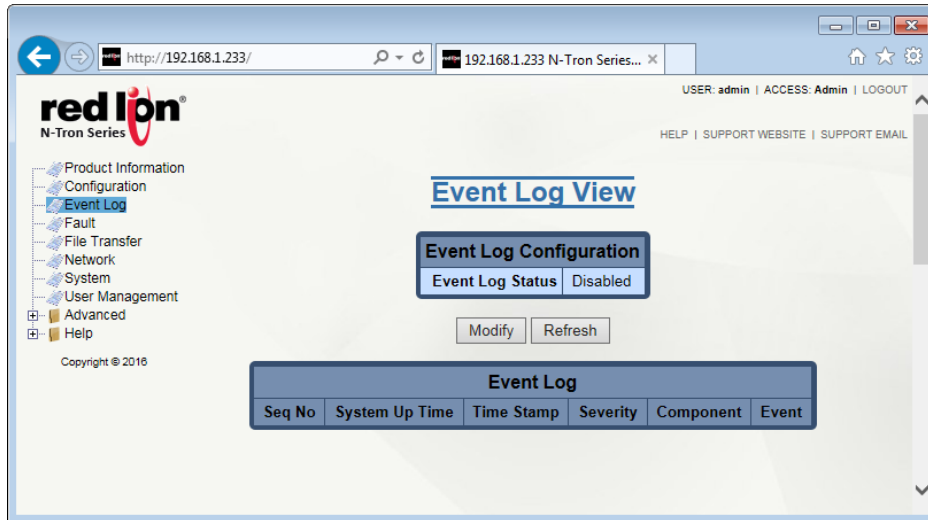 http://192.168.1.233/
192.168.1.233 N-Tron Series...
USER: admin | ACCESS: Admin | LOGOUT
red lion®
N-Tron Series
HELP | SUPPORT WEBSITE | SUPPORT EMAIL
Product Information
Configuration
Event Log
Fault
File Transfer
Network
System
User Management
Advanced
Help
Copyright © 2016
Event Log View
Event Log Configuration
Event Log Status Disabled
Modify Refresh
Event Log
Seq No System Up Time Time Stamp Severity Component Event